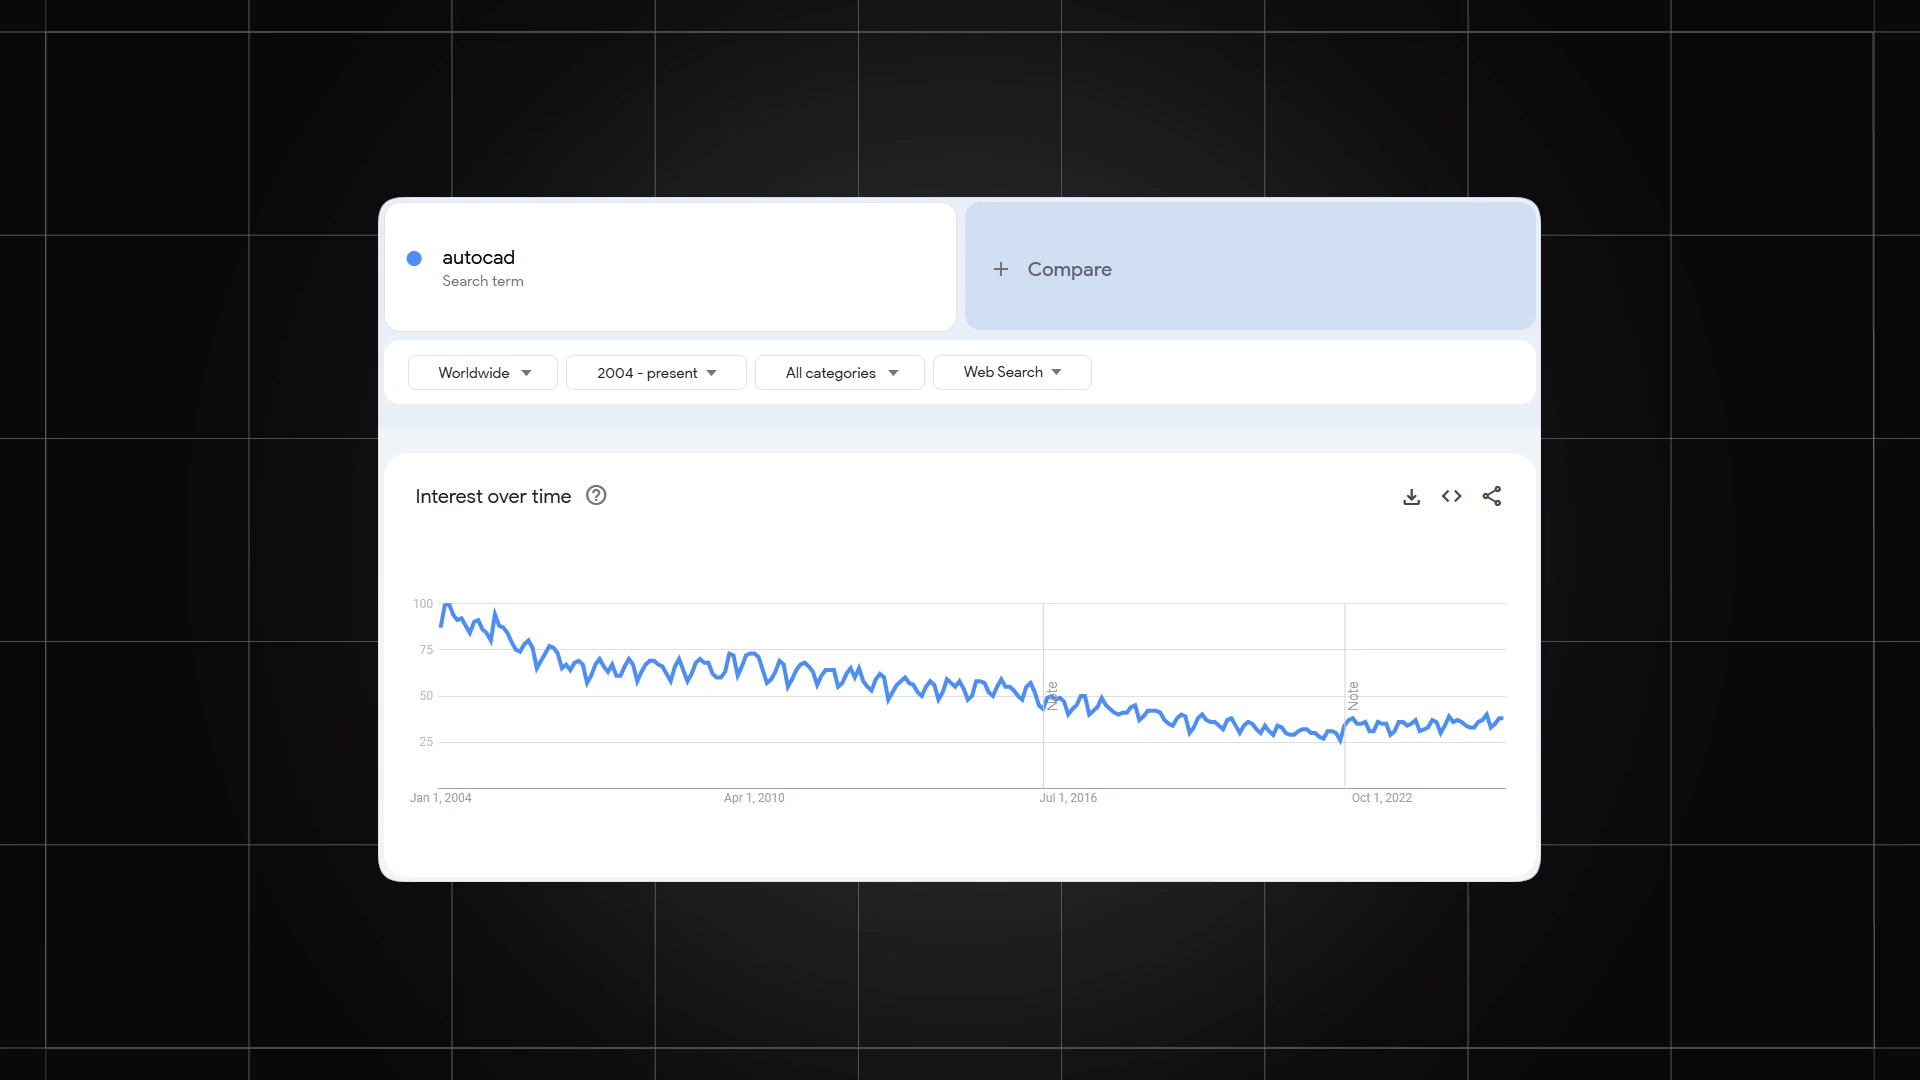 autocad
Search term
Compare
Worldwide
2004 - present
All categories
Web Search
Interest over time
100
75
50
25
Note
Note
Jan 1, 2004
Apr 1, 2010
Jul 1, 2016
Oct 1, 2022